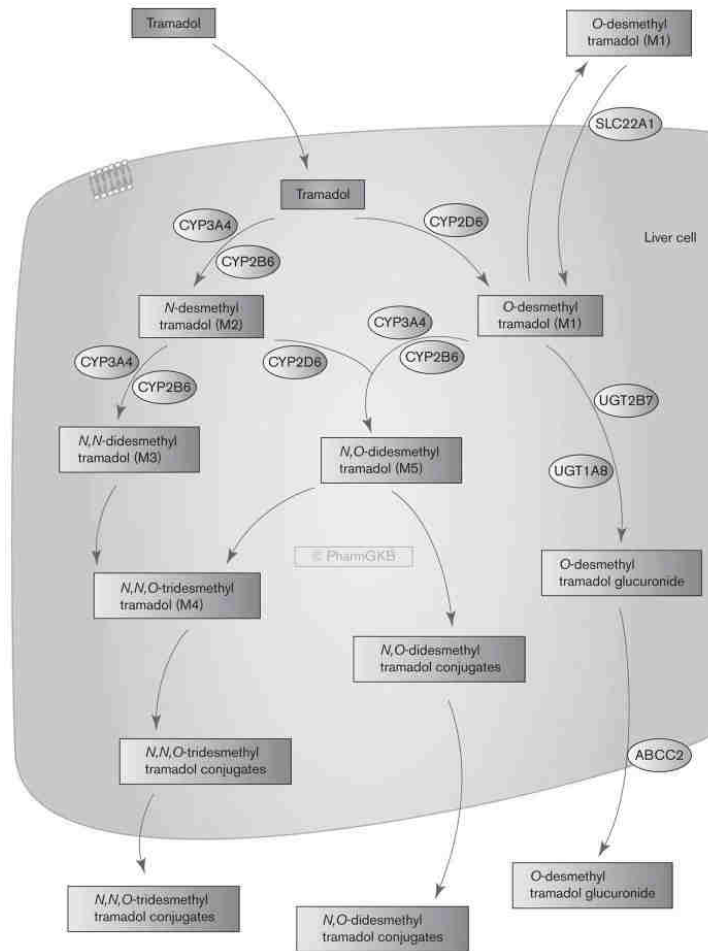 Tramadol
O-desmethyl
tramadol (M1)
SLC22A1
Tramadol
CYP3A4
CYP2D6
CYP2B6
Liver cell
N-desmethyl
tramadol (M2)
CYP3A4
O-desmethyl
tramadol (M1)
CYP3A4
CYP2D6
CYP2B6
CYP2B6
UGT2B7
N,N-didesmethyl
tramadol (M3)
N,O-didesmethyl
tramadol (M5)
UGT1A8
© PharmGKB
O-desmethyl
tramadol glucuronide
N,N,O-tridesmethyl
tramadol (M4)
N,O-didesmethyl
tramadol conjugates
N,N,O-tridesmethyl
tramadol conjugates
ABCC2
O-desmethyl
tramadol glucuronide
N,N,O-tridesmethyl
tramadol conjugates
N,O-didesmethyl
tramadol conjugates